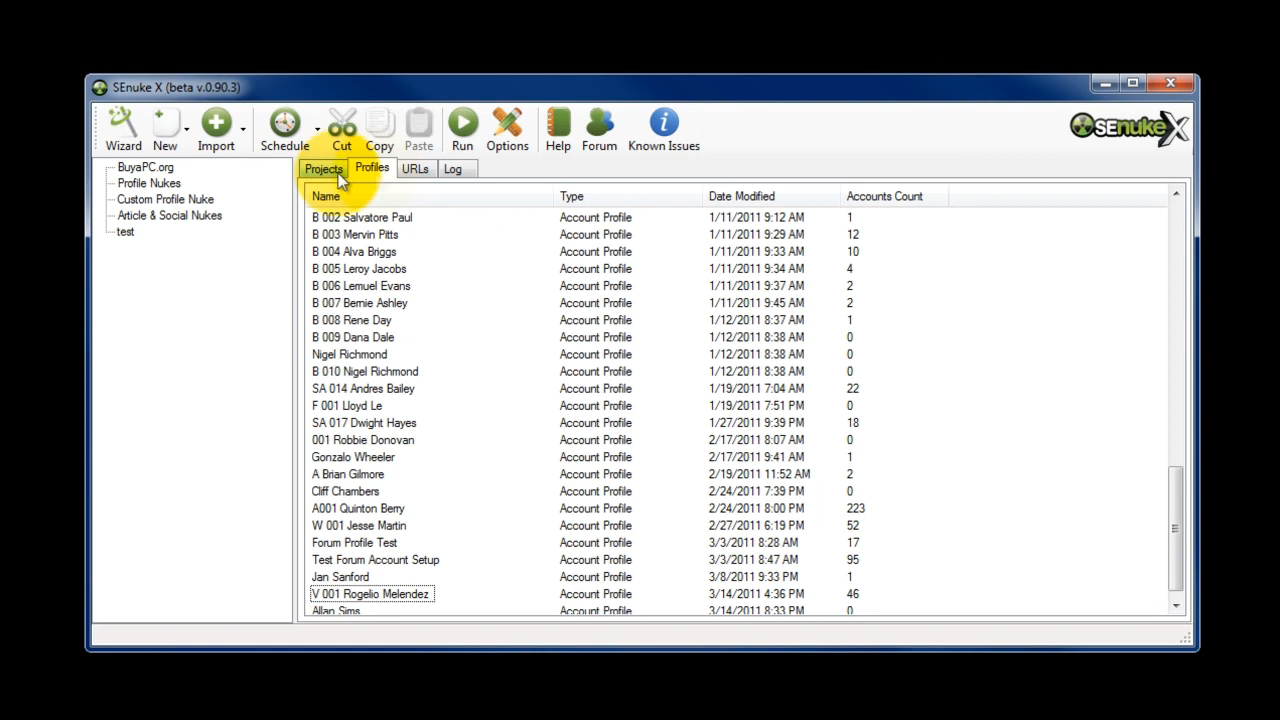 SEnuke X (beta v.0.90.3)
Wizard New Import Schedule Cut Copy Paste Run Options Help Forum Known Issues
SEnukeX
BuyaPC.org
Profile Nukes
Custom Profile Nuke
Article & Social Nukes
test
Projects Profiles URLs Log
Name Type Date Modified Accounts Count
B 002 Salvatore Paul Account Profile 1/11/2011 9:12 AM 1
B 003 Mervin Pitts Account Profile 1/11/2011 9:29 AM 12
B 004 Alva Briggs Account Profile 1/11/2011 9:33 AM 10
B 005 Leroy Jacobs Account Profile 1/11/2011 9:34 AM 4
B 006 Lemuel Evans Account Profile 1/11/2011 9:37 AM 2
B 007 Bernie Ashley Account Profile 1/11/2011 9:45 AM 2
B 008 Rene Day Account Profile 1/12/2011 8:37 AM 1
B 009 Dana Dale Account Profile 1/12/2011 8:38 AM 0
Nigel Richmond Account Profile 1/12/2011 8:38 AM 0
B 010 Nigel Richmond Account Profile 1/12/2011 8:38 AM 0
SA 014 Andres Bailey Account Profile 1/19/2011 7:04 AM 22
F 001 Lloyd Le Account Profile 1/19/2011 7:51 PM 0
SA 017 Dwight Hayes Account Profile 1/27/2011 9:39 PM 18
001 Robbie Donovan Account Profile 2/17/2011 8:07 AM 0
Gonzalo Wheeler Account Profile 2/17/2011 9:41 AM 1
A Brian Gilmore Account Profile 2/19/2011 11:52 AM 2
Cliff Chambers Account Profile 2/24/2011 7:39 PM 0
A001 Quinton Berry Account Profile 2/24/2011 8:00 PM 223
W 001 Jesse Martin Account Profile 2/27/2011 6:19 PM 52
Forum Profile Test Account Profile 3/3/2011 8:28 AM 17
Test Forum Account Setup Account Profile 3/3/2011 8:47 AM 95
Jan Sanford Account Profile 3/8/2011 9:33 PM 1
V 001 Rogelio Melendez Account Profile 3/14/2011 4:36 PM 46
Allan Sims Account Profile 3/14/2011 8:33 PM 0